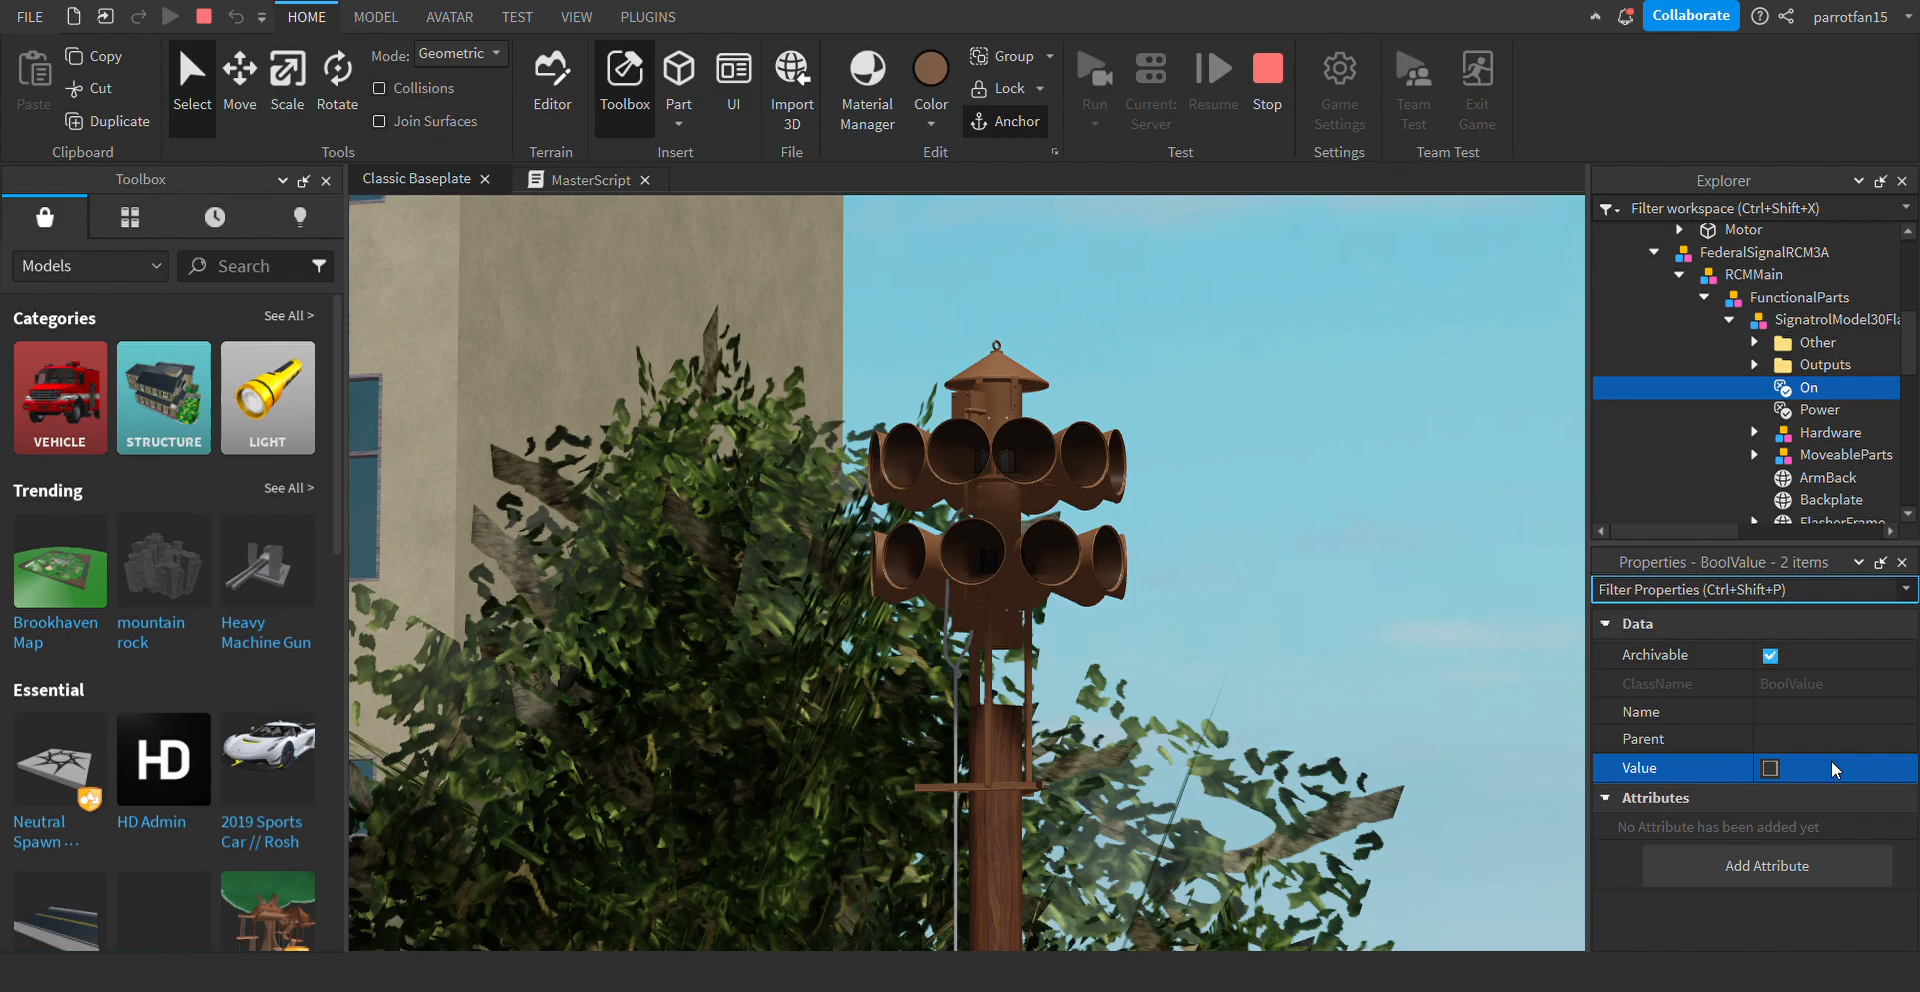 FILE
HOME
MODEL
AVATAR
TEST
VIEW
PLUGINS
Collaborate
parrotfan15
Paste
Copy
Cut
Duplicate
Clipboard
Select
Move
Scale
Rotate
Mode: Geometric
Collisions
Join Surfaces
Tools
Editor
Terrain
Toolbox
Part
UI
Insert
Import
3D
File
Material
Manager
Color
Group
Lock
Anchor
Edit
Run
Current:
Server
Resume
Stop
Test
Game
Settings
Settings
Team
Test
Exit
Game
Team Test
Toolbox
Models
Search
Categories
See All >
VEHICLE
STRUCTURE
LIGHT
Trending
See All >
Brookhaven
Map
mountain
rock
Heavy
Machine Gun
Essential
See All >
HD
Neutral
Spawn ...
HD Admin
2019 Sports
Car // Rosh
Classic Baseplate
MasterScript
Explorer
Filter workspace (Ctrl+Shift+X)
Motor
FederalSignalRCM3A
RCMMain
FunctionalParts
SignatrolModel30Fla
Other
Outputs
On
Power
Hardware
MoveableParts
ArmBack
Backplate
FlasherFrame
Properties - BoolValue - 2 items
Filter Properties (Ctrl+Shift+P)
Data
Archivable
ClassName BoolValue
Name
Parent
Value
Attributes
No Attribute has been added yet
Add Attribute